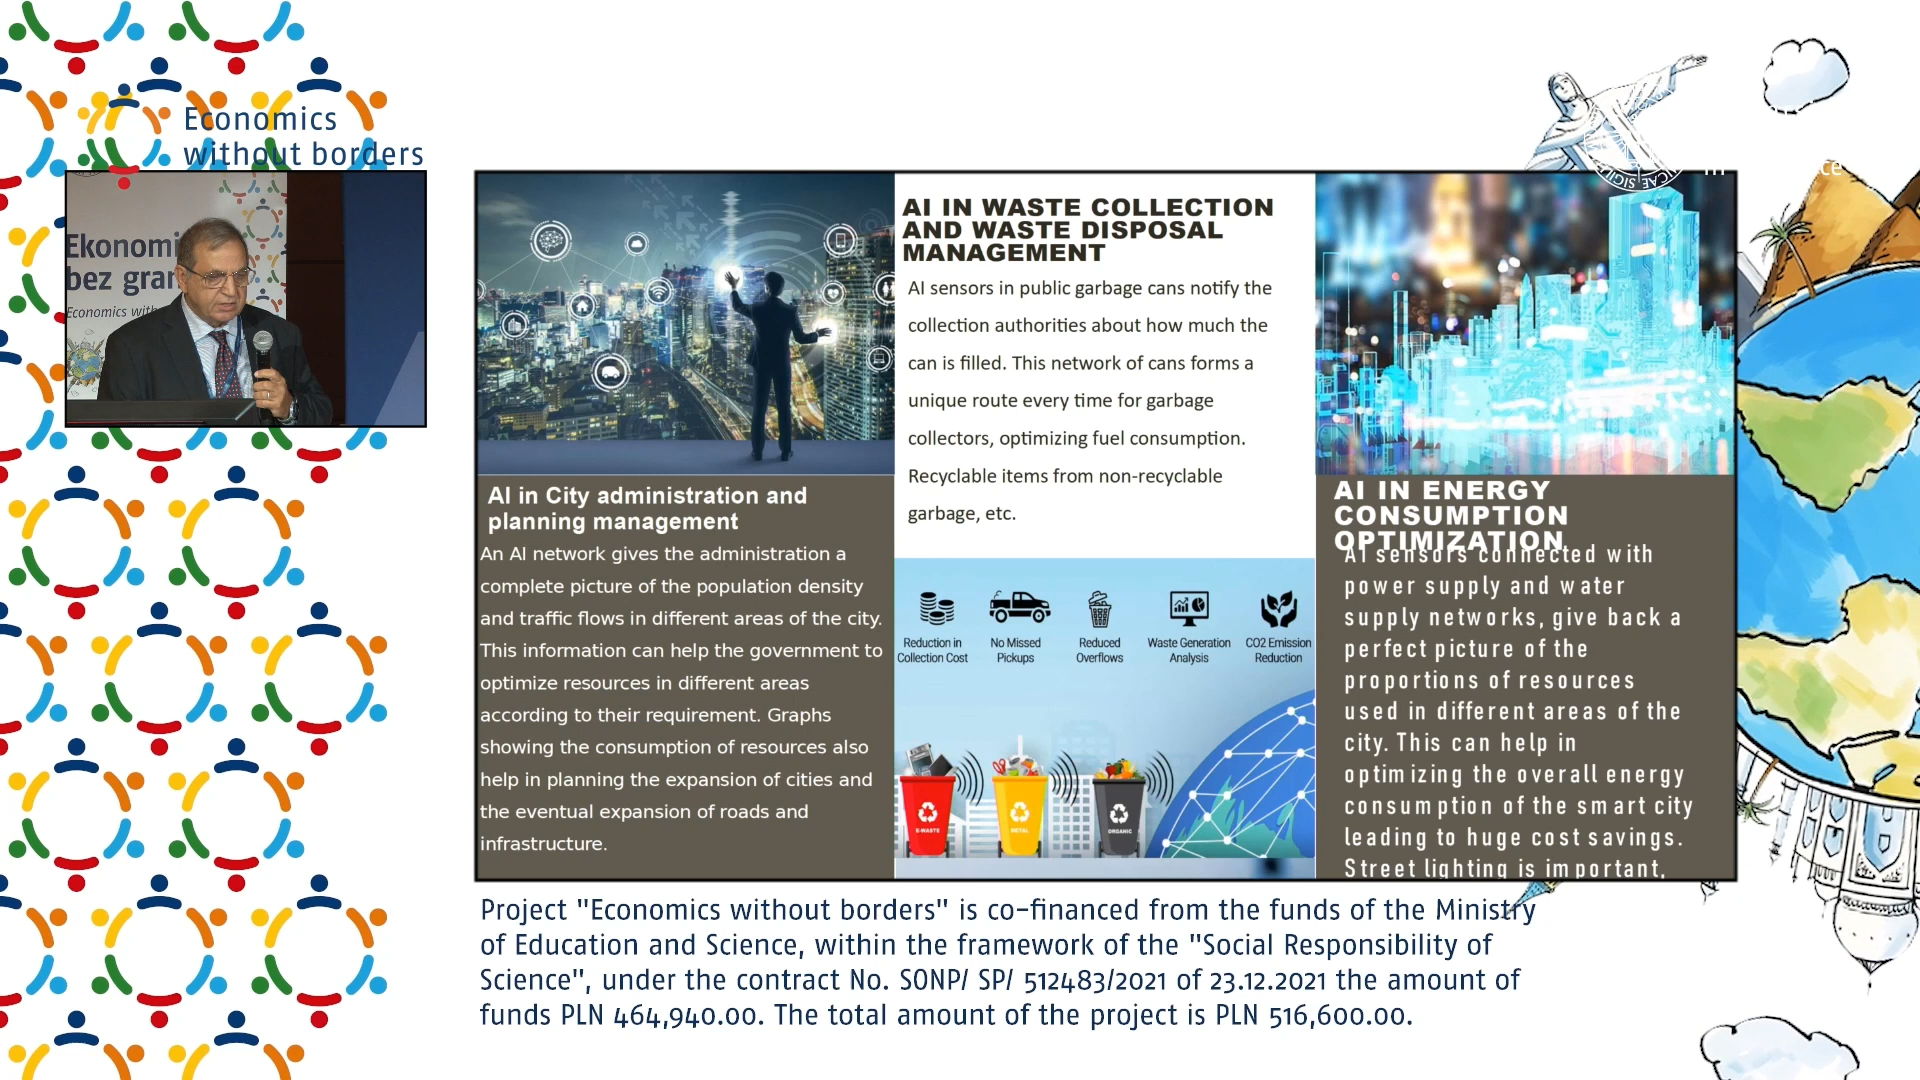 Economics
without borders
Ekonomi
bez gran
Economics with
AI in City administration and
planning management
An AI network gives the administration a
complete picture of the population density
and traffic flows in different areas of the city.
This information can help the government to
optimize resources in different areas
according to their requirement. Graphs
showing the consumption of resources also
help in planning the expansion of cities and
the eventual expansion of roads and
infrastructure.
AI IN WASTE COLLECTION
AND WASTE DISPOSAL
MANAGEMENT
AI sensors in public garbage cans notify the
collection authorities about how much the
can is filled. This network of cans forms a
unique route every time for garbage
collectors, optimizing fuel consumption.
Recyclable items from non-recyclable
garbage, etc.
Reduction in
Collection Cost
No Missed
Pickups
Reduced
Overflows
Waste Generation
Analysis
CO2 Emission
Reduction
E-WASTE
METAL
ORGANIC
AI IN ENERGY
CONSUMPTION
OPTIMIZATION
AI sensors connected with
power supply and water
supply networks, give back a
perfect picture of the
proportions of resources
used in different areas of the
city. This can help in
optimizing the overall energy
consumption of the smart city
leading to huge cost savings.
Street lighting is important,
Project "Economics without borders" is co-financed from the funds of the Ministry
of Education and Science, within the framework of the "Social Responsibility of
Science", under the contract No. SONP/ SP/ 512483/2021 of 23.12.2021 the amount of
funds PLN 464,940.00. The total amount of the project is PLN 516,600.00.